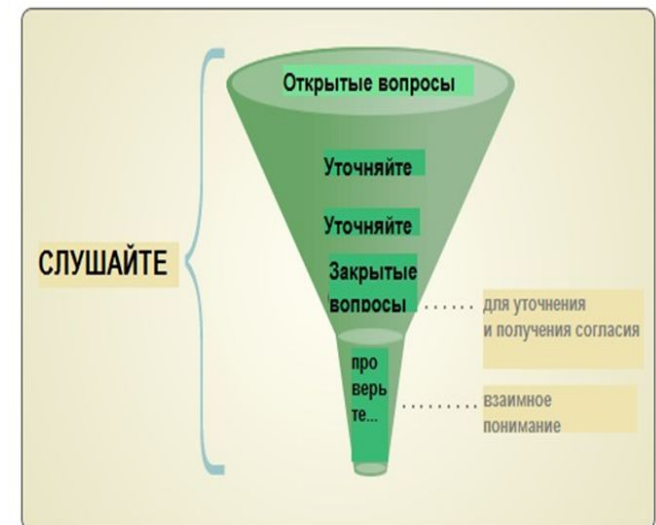 Открытые вопросы
Уточняйте
Уточняйте
СЛУШАЙТЕ
Закрытые
вопросы
для уточнения
и получения согласия
про
верь
те...
взаимное
понимание